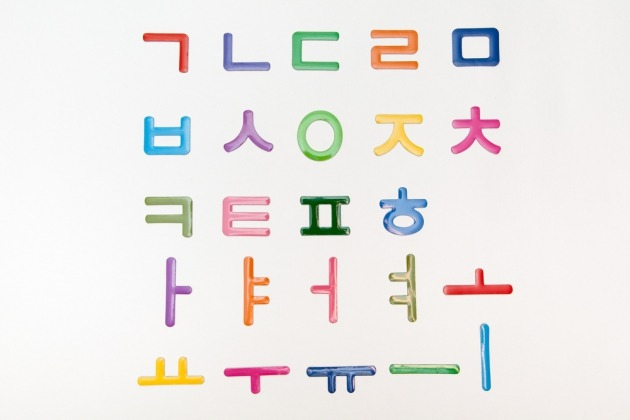 ㄱ ㄴ ㄷ ㄹ ㅁ
ㅂ ㅅ ㅇ ㅈ ㅊ
ㅋ ㅌ ㅍ ㅎ
ㅏ ㅑ ㅓ ㅕ ㅗ
ㅛ ㅜ ㅠ ㅡ ㅣ